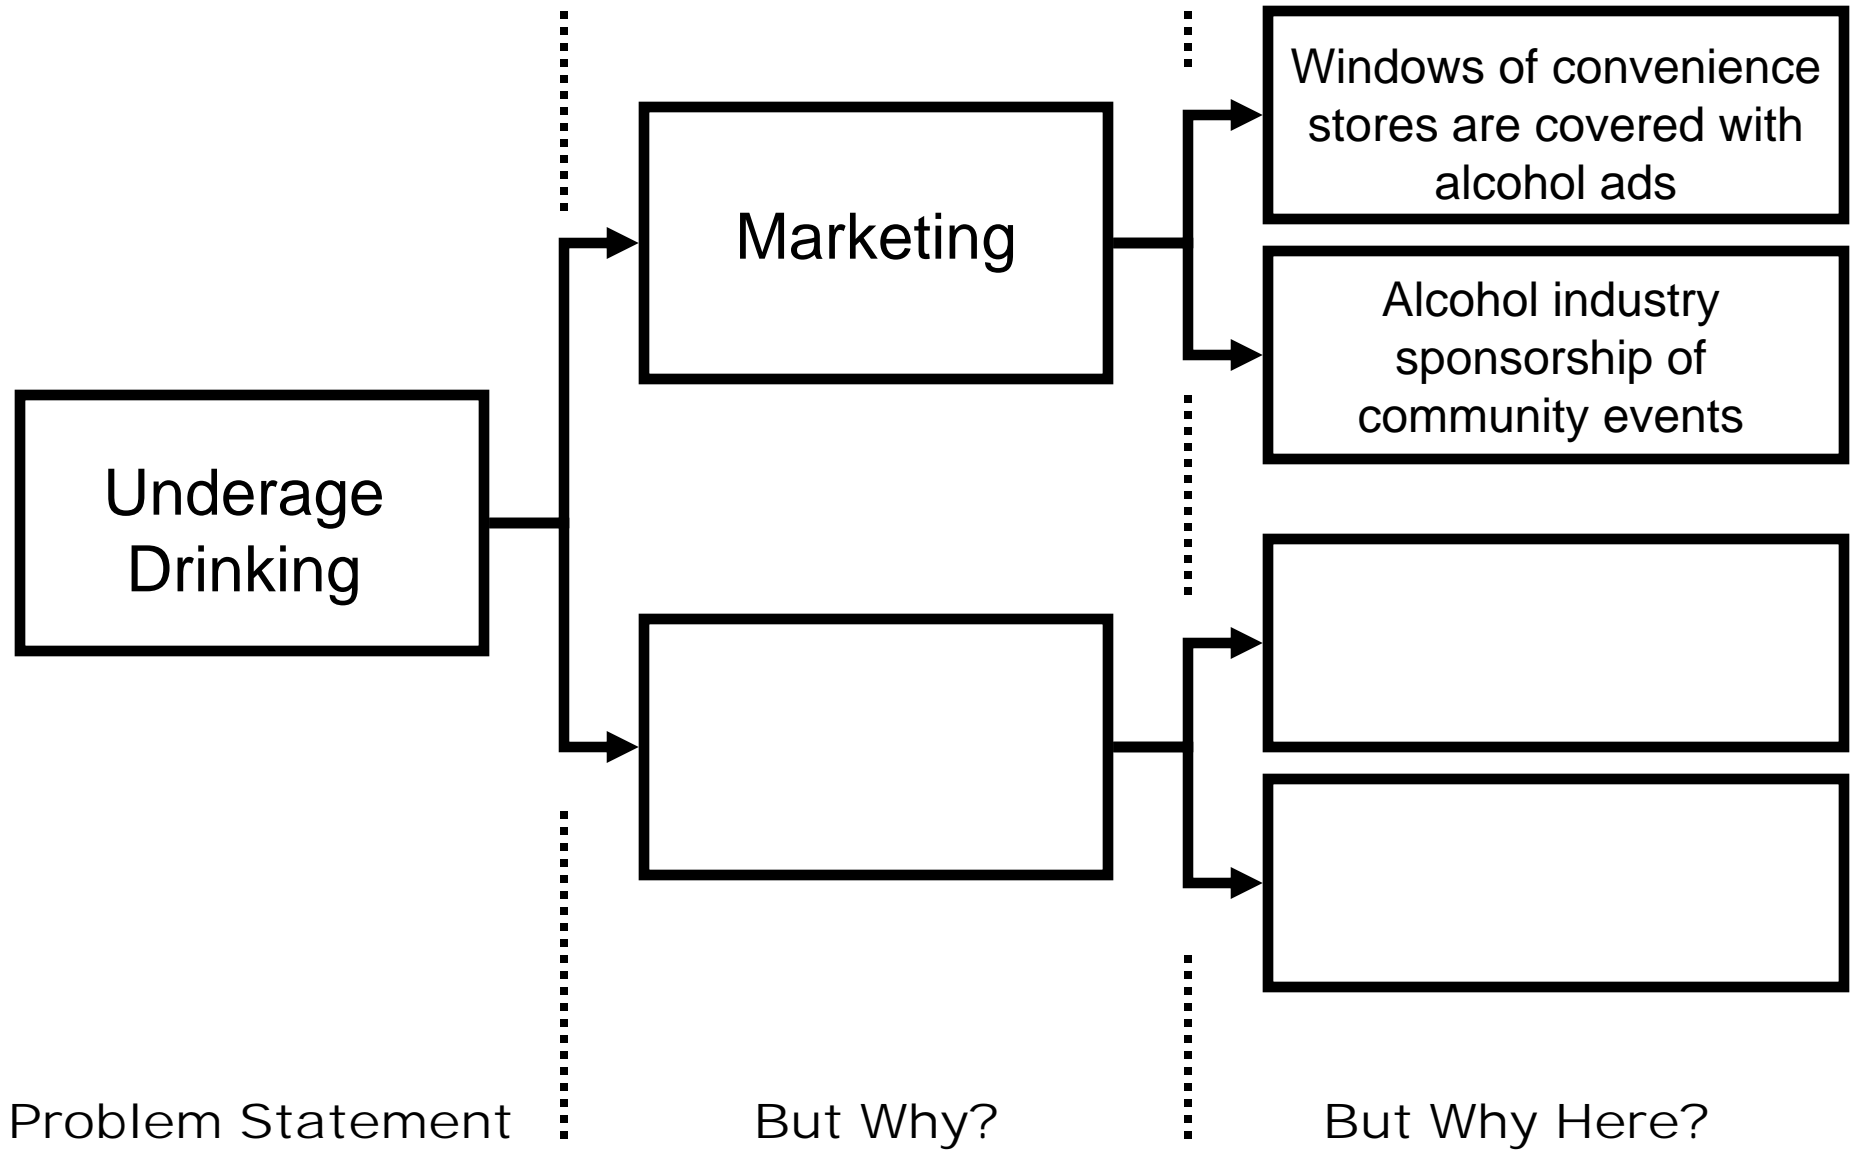 Windows of convenience
stores are covered with
alcohol ads
Marketing
Alcohol industry
sponsorship of
community events
Underage
Drinking
Problem Statement
But Why?
But Why Here?